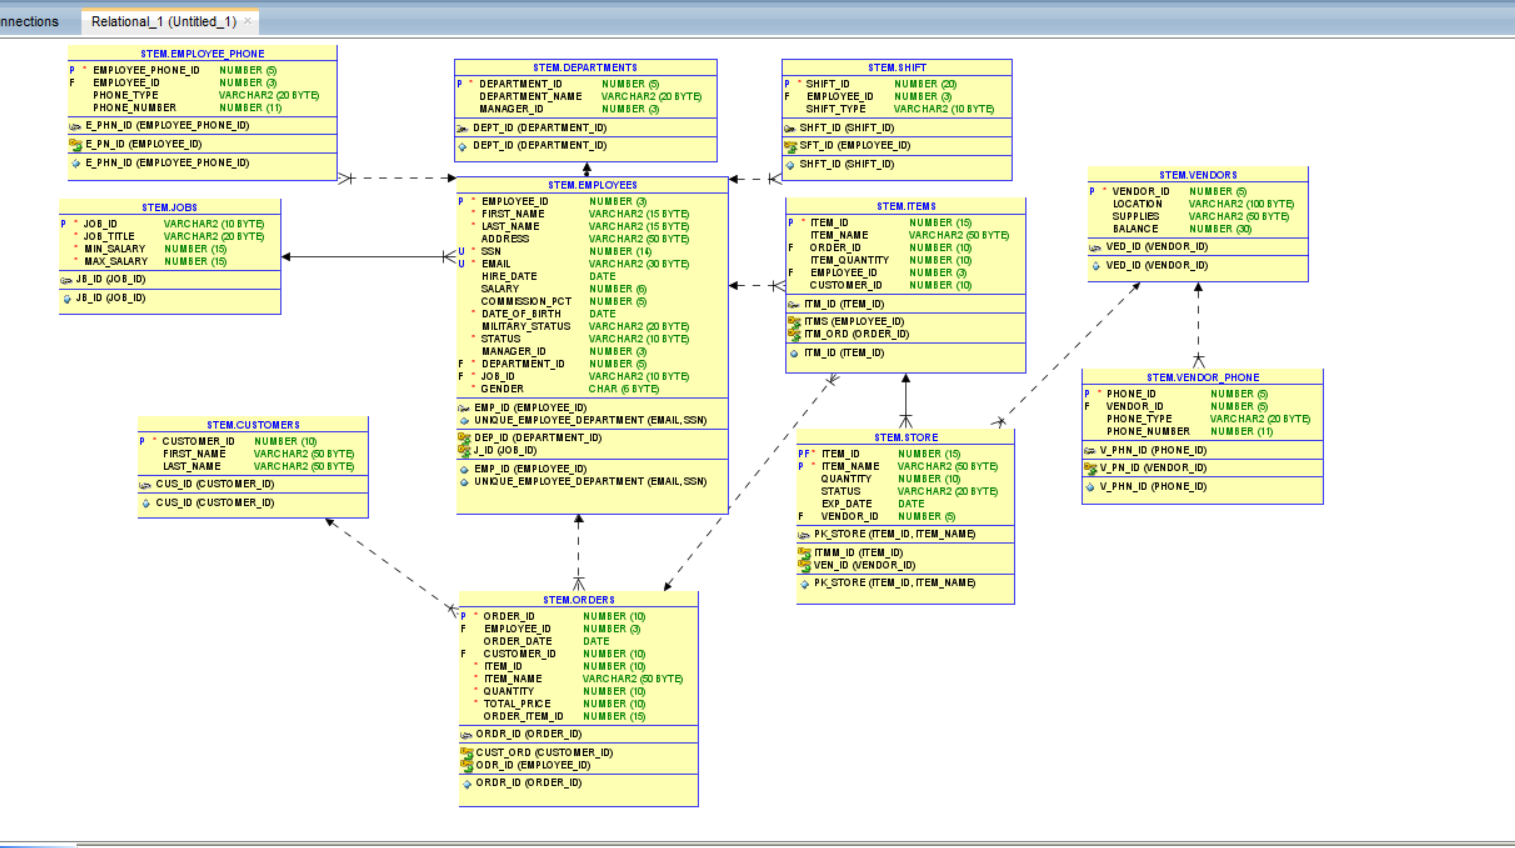 nnections
Relational_1 (Untitled_1) ×
STEM.EMPLOYEE_PHONE
P * EMPLOYEE_PHONE_ID NUMBER (5)
F EMPLOYEE_ID NUMBER (3)
PHONE_TYPE VARCHAR2 (20 BYTE)
PHONE_NUMBER NUMBER (11)
E_PHN_ID (EMPLOYEE_PHONE_ID)
E_PN_ID (EMPLOYEE_ID)
E_PHN_ID (EMPLOYEE_PHONE_ID)
STEM.DEPARTMENTS
P * DEPARTMENT_ID NUMBER (5)
DEPARTMENT_NAME VARCHAR2 (20 BYTE)
MANAGER_ID NUMBER (3)
DEPT_ID (DEPARTMENT_ID)
DEPT_ID (DEPARTMENT_ID)
STEM.SHIFT
P * SHIFT_ID NUMBER (20)
F EMPLOYEE_ID NUMBER (3)
SHIFT_TYPE VARCHAR2 (10 BYTE)
SHFT_ID (SHIFT_ID)
SFT_ID (EMPLOYEE_ID)
SHFT_ID (SHIFT_ID)
STEM.JOBS
P * JOB_ID VARCHAR2 (10 BYTE)
* JOB_TITLE VARCHAR2 (20 BYTE)
* MIN_SALARY NUMBER (15)
* MAX_SALARY NUMBER (15)
JB_ID (JOB_ID)
JB_ID (JOB_ID)
STEM.EMPLOYEES
P * EMPLOYEE_ID NUMBER (3)
* FIRST_NAME VARCHAR2 (15 BYTE)
* LAST_NAME VARCHAR2 (15 BYTE)
ADDRESS VARCHAR2 (50 BYTE)
U * SSN NUMBER (14)
U * EMAIL VARCHAR2 (30 BYTE)
HIRE_DATE DATE
SALARY NUMBER (6)
COMMISSION_PCT NUMBER (5)
* DATE_OF_BIRTH DATE
MILITARY_STATUS VARCHAR2 (20 BYTE)
* STATUS VARCHAR2 (10 BYTE)
MANAGER_ID NUMBER (3)
F * DEPARTMENT_ID NUMBER (5)
F * JOB_ID VARCHAR2 (10 BYTE)
* GENDER CHAR (6 BYTE)
EMP_ID (EMPLOYEE_ID)
UNIQUE_EMPLOYEE_DEPARTMENT (EMAIL, SSN)
DEP_ID (DEPARTMENT_ID)
J_ID (JOB_ID)
EMP_ID (EMPLOYEE_ID)
UNIQUE_EMPLOYEE_DEPARTMENT (EMAIL, SSN)
STEM.ITEMS
P * ITEM_ID NUMBER (15)
ITEM_NAME VARCHAR2 (50 BYTE)
F ORDER_ID NUMBER (10)
ITEM_QUANTITY NUMBER (10)
F EMPLOYEE_ID NUMBER (3)
CUSTOMER_ID NUMBER (10)
ITM_ID (ITEM_ID)
ITMS (EMPLOYEE_ID)
ITM_ORD (ORDER_ID)
ITM_ID (ITEM_ID)
STEM.VENDORS
P * VENDOR_ID NUMBER (5)
LOCATION VARCHAR2 (100 BYTE)
SUPPLIES VARCHAR2 (50 BYTE)
BALANCE NUMBER (30)
VED_ID (VENDOR_ID)
VED_ID (VENDOR_ID)
STEM.VENDOR_PHONE
P * PHONE_ID NUMBER (5)
F VENDOR_ID NUMBER (5)
PHONE_TYPE VARCHAR2 (20 BYTE)
PHONE_NUMBER NUMBER (11)
V_PHN_ID (PHONE_ID)
V_PN_ID (VENDOR_ID)
V_PHN_ID (PHONE_ID)
STEM.CUSTOMERS
P * CUSTOMER_ID NUMBER (10)
FIRST_NAME VARCHAR2 (50 BYTE)
LAST_NAME VARCHAR2 (50 BYTE)
CUS_ID (CUSTOMER_ID)
CUS_ID (CUSTOMER_ID)
STEM.STORE
PF * ITEM_ID NUMBER (15)
P * ITEM_NAME VARCHAR2 (50 BYTE)
QUANTITY NUMBER (10)
STATUS VARCHAR2 (20 BYTE)
EXP_DATE DATE
F VENDOR_ID NUMBER (5)
PK_STORE (ITEM_ID, ITEM_NAME)
ITMM_ID (ITEM_ID)
VEN_ID (VENDOR_ID)
PK_STORE (ITEM_ID, ITEM_NAME)
STEM.ORDERS
P * ORDER_ID NUMBER (10)
F EMPLOYEE_ID NUMBER (3)
ORDER_DATE DATE
F CUSTOMER_ID NUMBER (10)
* ITEM_ID NUMBER (10)
* ITEM_NAME VARCHAR2 (50 BYTE)
* QUANTITY NUMBER (10)
* TOTAL_PRICE NUMBER (10)
ORDER_ITEM_ID NUMBER (15)
ORDR_ID (ORDER_ID)
CUST_ORD (CUSTOMER_ID)
ODR_ID (EMPLOYEE_ID)
ORDR_ID (ORDER_ID)